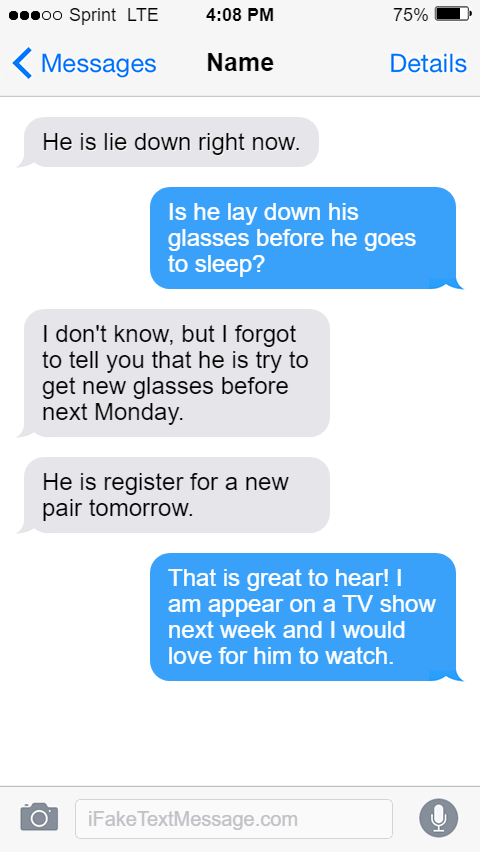 Sprint LTE 4:08 PM 75%
Messages Name Details
He is lie down right now.
Is he lay down his
glasses before he goes
to sleep?
I don't know, but I forgot
to tell you that he is try to
get new glasses before
next Monday.
He is register for a new
pair tomorrow.
That is great to hear! I
am appear on a TV show
next week and I would
love for him to watch.
iFakeTextMessage.com